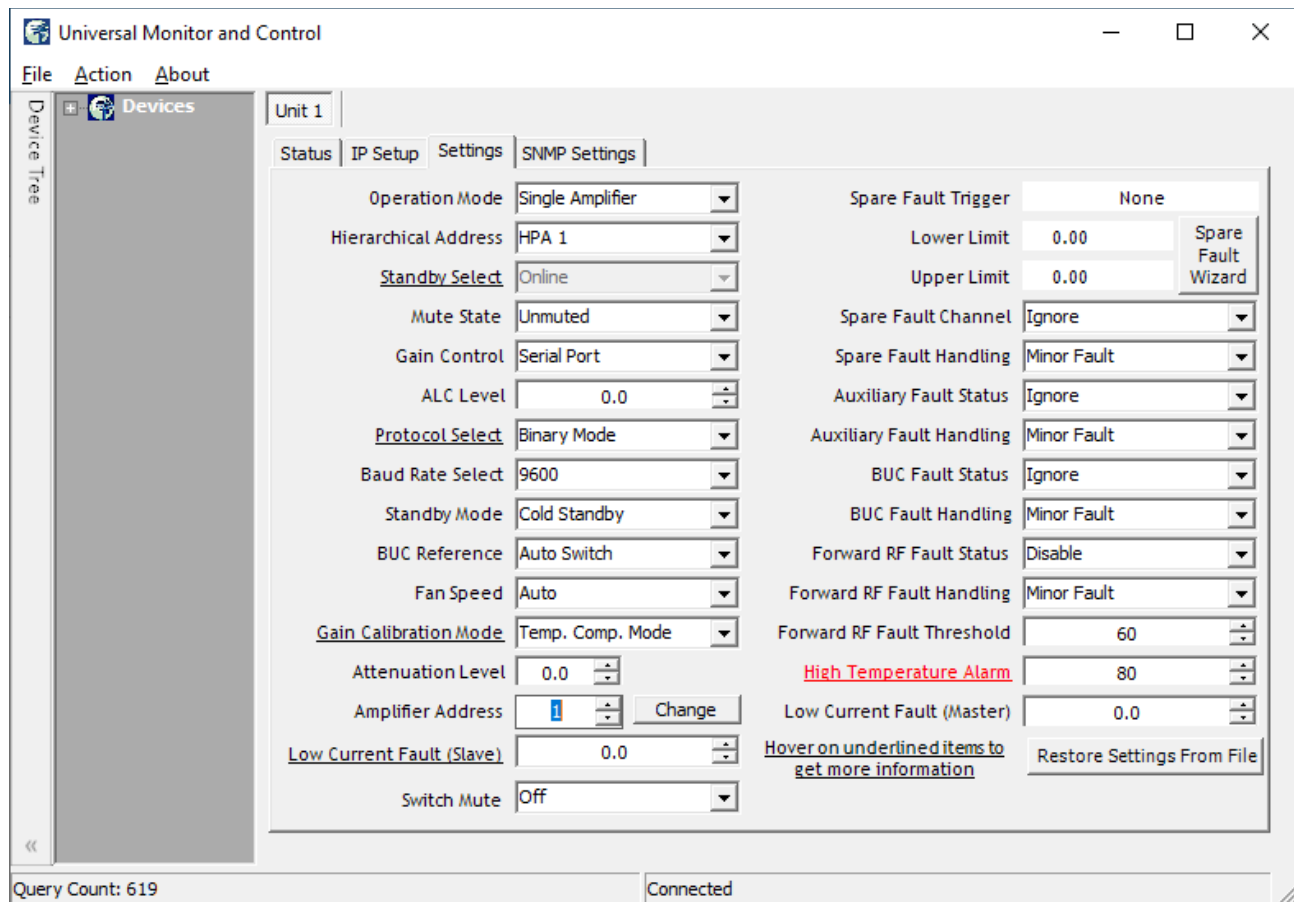 Universal Monitor and Control
File Action About
Device Tree
Devices
Unit 1
Status IP Setup Settings SNMP Settings
Operation Mode Single Amplifier
Hierarchical Address HPA 1
Standby Select Online
Mute State Unmuted
Gain Control Serial Port
ALC Level 0.0
Protocol Select Binary Mode
Baud Rate Select 9600
Standby Mode Cold Standby
BUC Reference Auto Switch
Fan Speed Auto
Gain Calibration Mode Temp. Comp. Mode
Attenuation Level 0.0
Amplifier Address 1 Change
Low Current Fault (Slave) 0.0
Switch Mute Off
Spare Fault Trigger None
Lower Limit 0.00
Upper Limit 0.00
Spare
Fault
Wizard
Spare Fault Channel Ignore
Spare Fault Handling Minor Fault
Auxiliary Fault Status Ignore
Auxiliary Fault Handling Minor Fault
BUC Fault Status Ignore
BUC Fault Handling Minor Fault
Forward RF Fault Status Disable
Forward RF Fault Handling Minor Fault
Forward RF Fault Threshold 60
High Temperature Alarm 80
Low Current Fault (Master) 0.0
Hover on underlined items to
get more information
Restore Settings From File
«
Query Count: 619
Connected